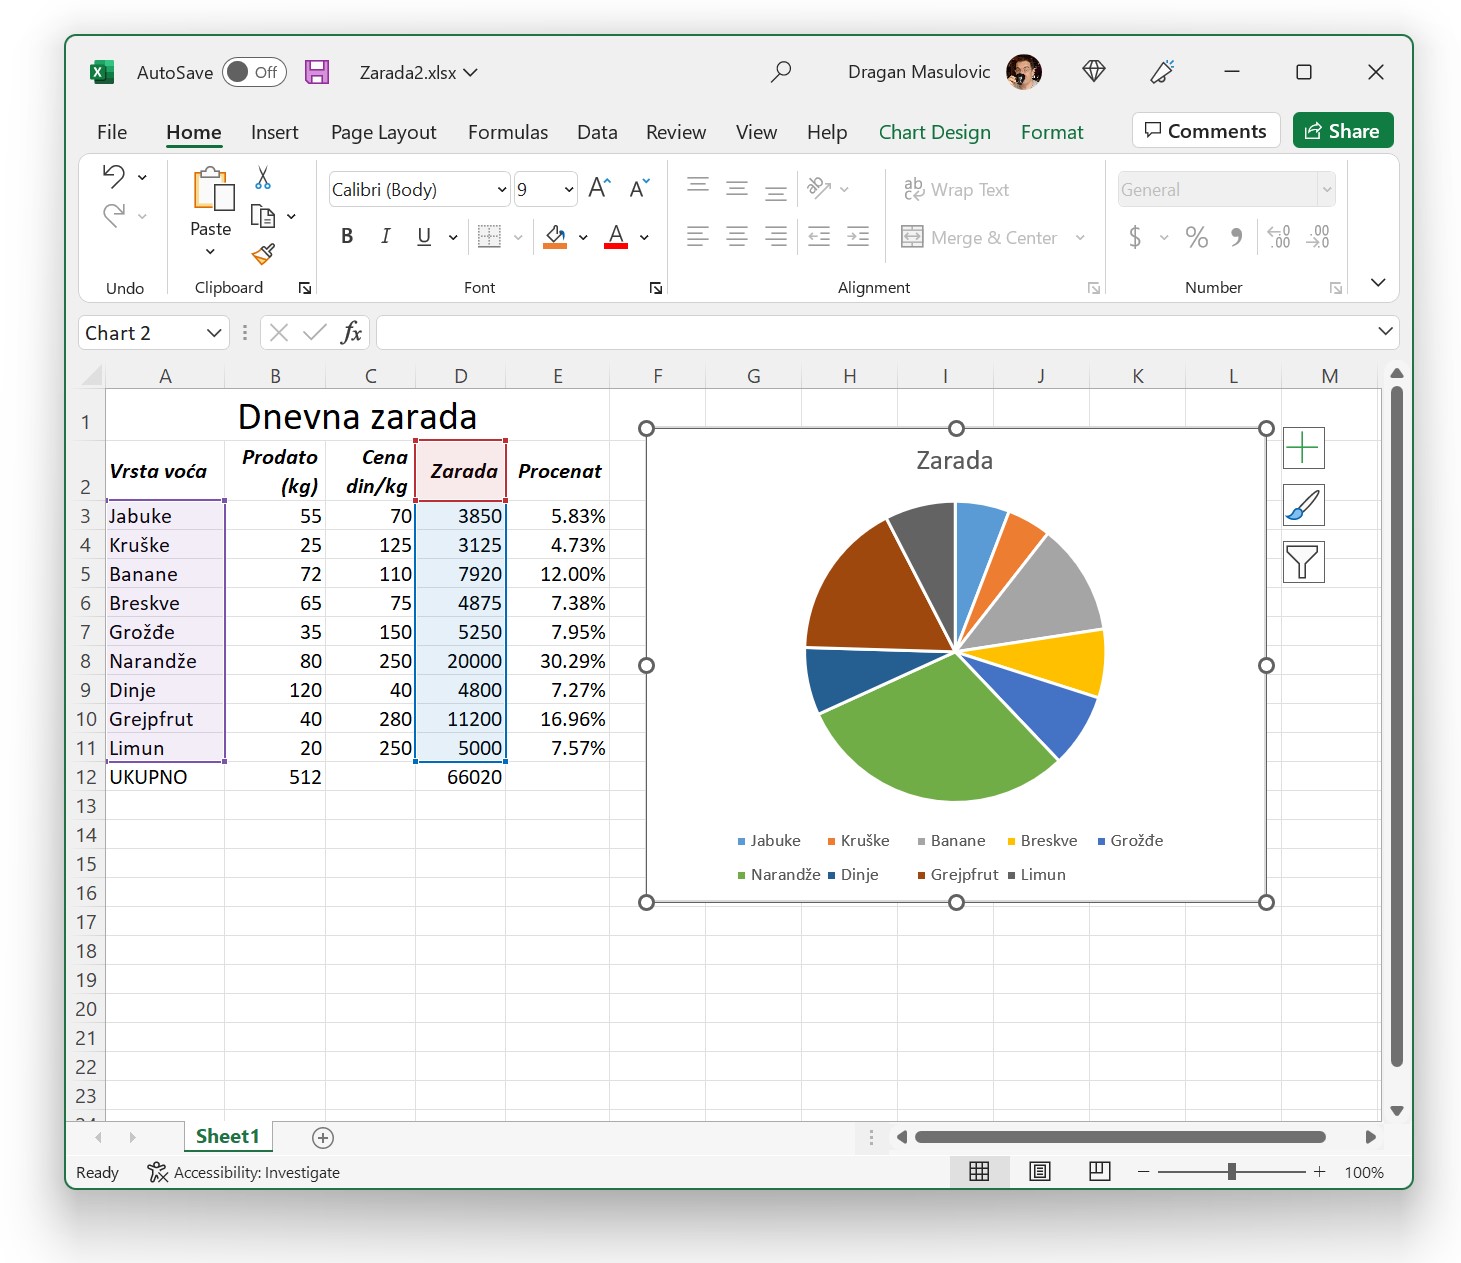 AutoSave Off Zarada2.xlsx Dragan Masulovic
File Home Insert Page Layout Formulas Data Review View Help Chart Design Format Comments Share
Calibri (Body) 9 Wrap Text General
Paste B I U A Merge & Center $ % 9 .00
Undo Clipboard Font Alignment Number
Chart 2 fx
A B C D E F G H I J K L M
1 Dnevna zarada
2 Vrsta voća Prodato (kg) Cena din/kg Zarada Procenat
3 Jabuke 55 70 3850 5.83%
4 Kruške 25 125 3125 4.73%
5 Banane 72 110 7920 12.00%
6 Breskve 65 75 4875 7.38%
7 Grožđe 35 150 5250 7.95%
8 Narandže 80 250 20000 30.29%
9 Dinje 120 40 4800 7.27%
10 Grejpfrut 40 280 11200 16.96%
11 Limun 20 250 5000 7.57%
12 UKUPNO 512 66020
13
14
15
16
17
18
19
20
21
22
23
Zarada
Jabuke Kruške Banane Breskve Grožđe
Narandže Dinje Grejpfrut Limun
Sheet1
Ready Accessibility: Investigate 100%